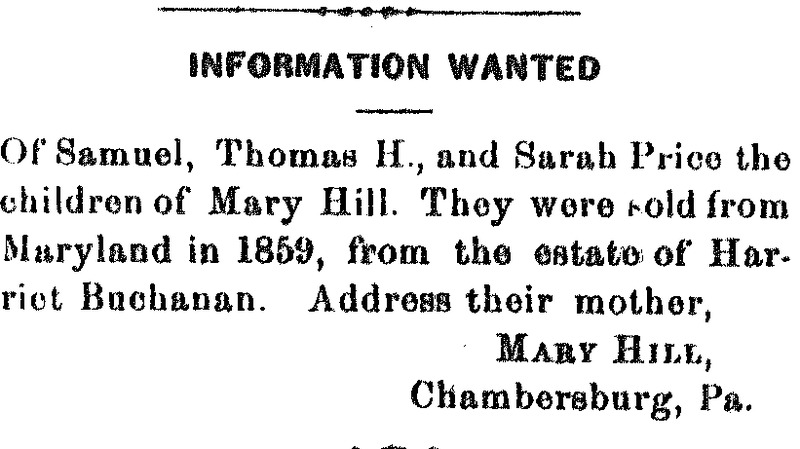 INFORMATION WANTED
Of Samuel, Thomas H., and Sarah Price the
children of Mary Hill. They were sold from
Maryland in 1859, from the estate of Har-
riet Buchanan. Address their mother,
MARY HILL,
Chambersburg, Pa.